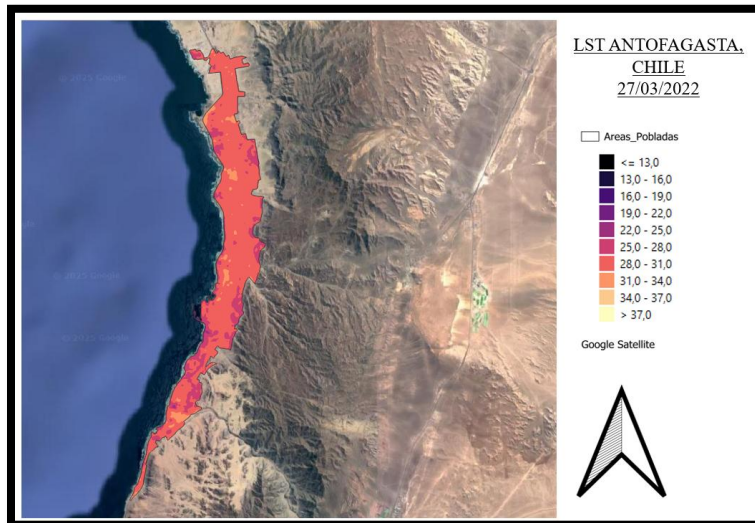 LST ANTOFAGASTA,
CHILE
27/03/2022
Areas_Pobladas
<= 13,0
13,0 - 16,0
16,0 - 19,0
19,0 - 22,0
22,0 - 25,0
25,0 - 28,0
28,0 - 31,0
31,0 - 34,0
34,0 - 37,0
> 37,0
Google Satellite
© 2025 Google